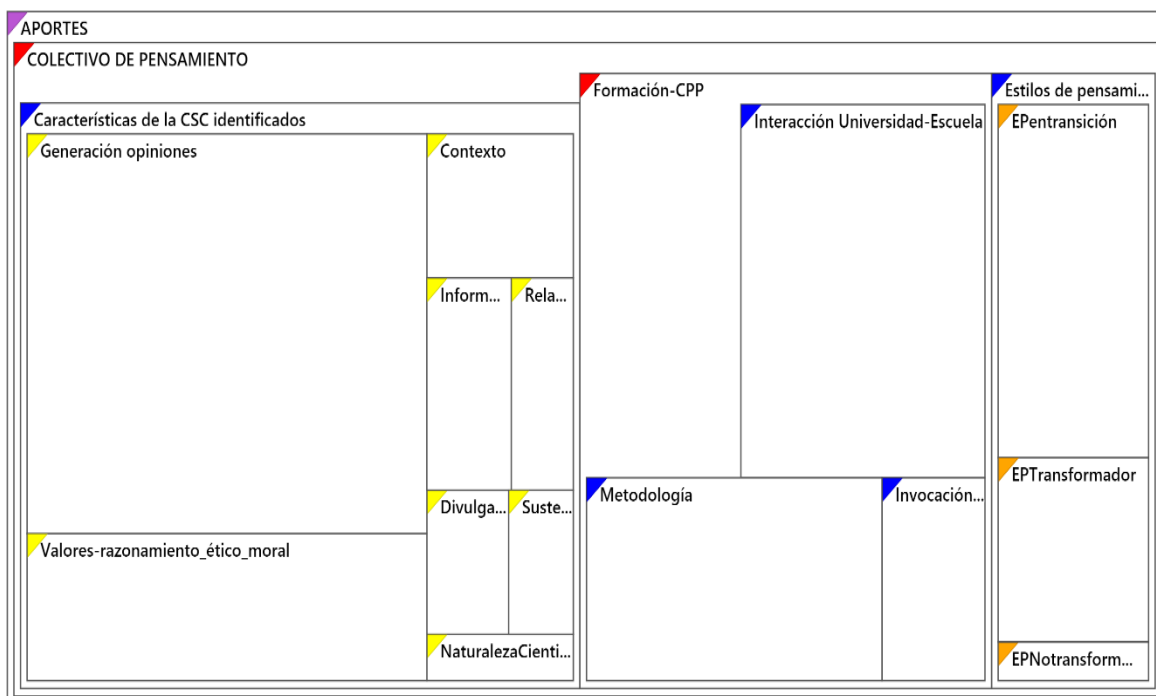 APORTES
COLECTIVO DE PENSAMIENTO
Características de la CSC identificados
Generación opiniones
Contexto
Inform...
Rela...
Divulga...
Suste...
Valores-razonamiento_ético_moral
NaturalezaCienti...
Formación-CPP
Interacción Universidad-Escuela
Metodología
Invocación...
Estilos de pensami...
EPentransición
EPTransformador
EPNotransform...